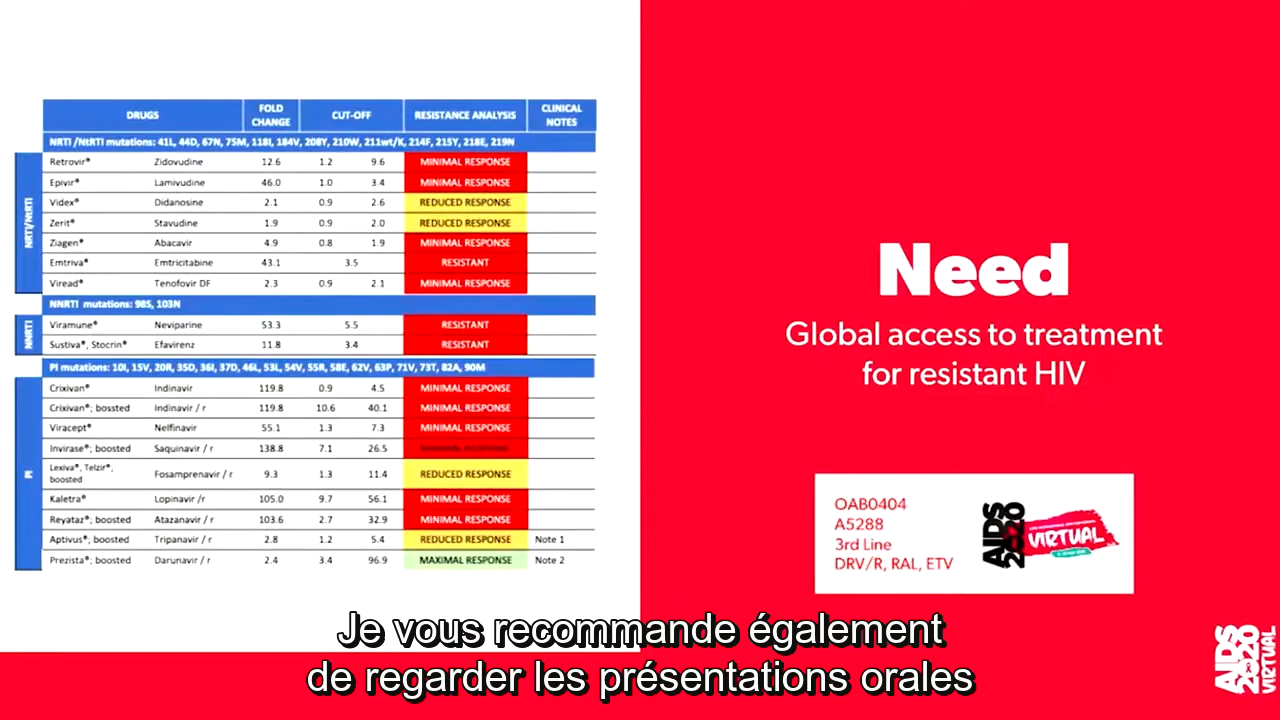 DRUGS FOLD CHANGE CUT-OFF RESISTANCE ANALYSIS CLINICAL NOTES
NRTI /NtRTI mutations: 41L, 44D, 67N, 75M, 118I, 184V, 208Y, 210W, 211wt/K, 214F, 215Y, 218E, 219N
NRTI/NtRTI
Retrovir® Zidovudine 12.6 1.2 9.6 MINIMAL RESPONSE
Epivir® Lamivudine 46.0 1.0 3.4 MINIMAL RESPONSE
Videx® Didanosine 2.1 0.9 2.6 REDUCED RESPONSE
Zerit® Stavudine 1.9 0.9 2.0 REDUCED RESPONSE
Ziagen® Abacavir 4.9 0.8 1.9 MINIMAL RESPONSE
Emtriva® Emtricitabine 43.1 3.5 RESISTANT
Viread® Tenofovir DF 2.3 0.9 2.1 MINIMAL RESPONSE
NNRTI mutations: 98S, 103N
NNRTI
Viramune® Neviparine 53.3 5.5 RESISTANT
Sustiva®, Stocrin® Efavirenz 11.8 3.4 RESISTANT
PI mutations: 10I, 15V, 20R, 35D, 36I, 37D, 46L, 53L, 54V, 55R, 58E, 62V, 63P, 71V, 73T, 82A, 90M
PI
Crixivan® Indinavir 119.8 0.9 4.5 MINIMAL RESPONSE
Crixivan®; bossted Indinavir / r 119.8 10.6 40.1 MINIMAL RESPONSE
Viracept® Nelfinavir 55.1 1.3 7.3 MINIMAL RESPONSE
Invirase®; boosted Saquinavir / r 138.8 7.1 26.5
Lexiva®, Telzir®; boosted Fosamprenavir / r 9.3 1.3 11.4 REDUCED RESPONSE
Kaletra® Lopinavir /r 105.0 9.7 56.1 MINIMAL RESPONSE
Reyataz®; boosted Atazanavir / r 103.6 2.7 32.9 MINIMAL RESPONSE
Aptivus®; boosted Tripanavir / r 2.8 1.2 5.4 REDUCED RESPONSE Note 1
Prezista®; boosted Darunavir / r 2.4 3.4 96.9 MAXIMAL RESPONSE Note 2
Need
Global access to treatment
for resistant HIV
OAB0404
A5288
3rd Line
DRV/R, RAL, ETV
AIDS
2020
VIRTUAL
Je vous recommande également
de regarder les présentations orales
AIDS
2020
VIRTUAL